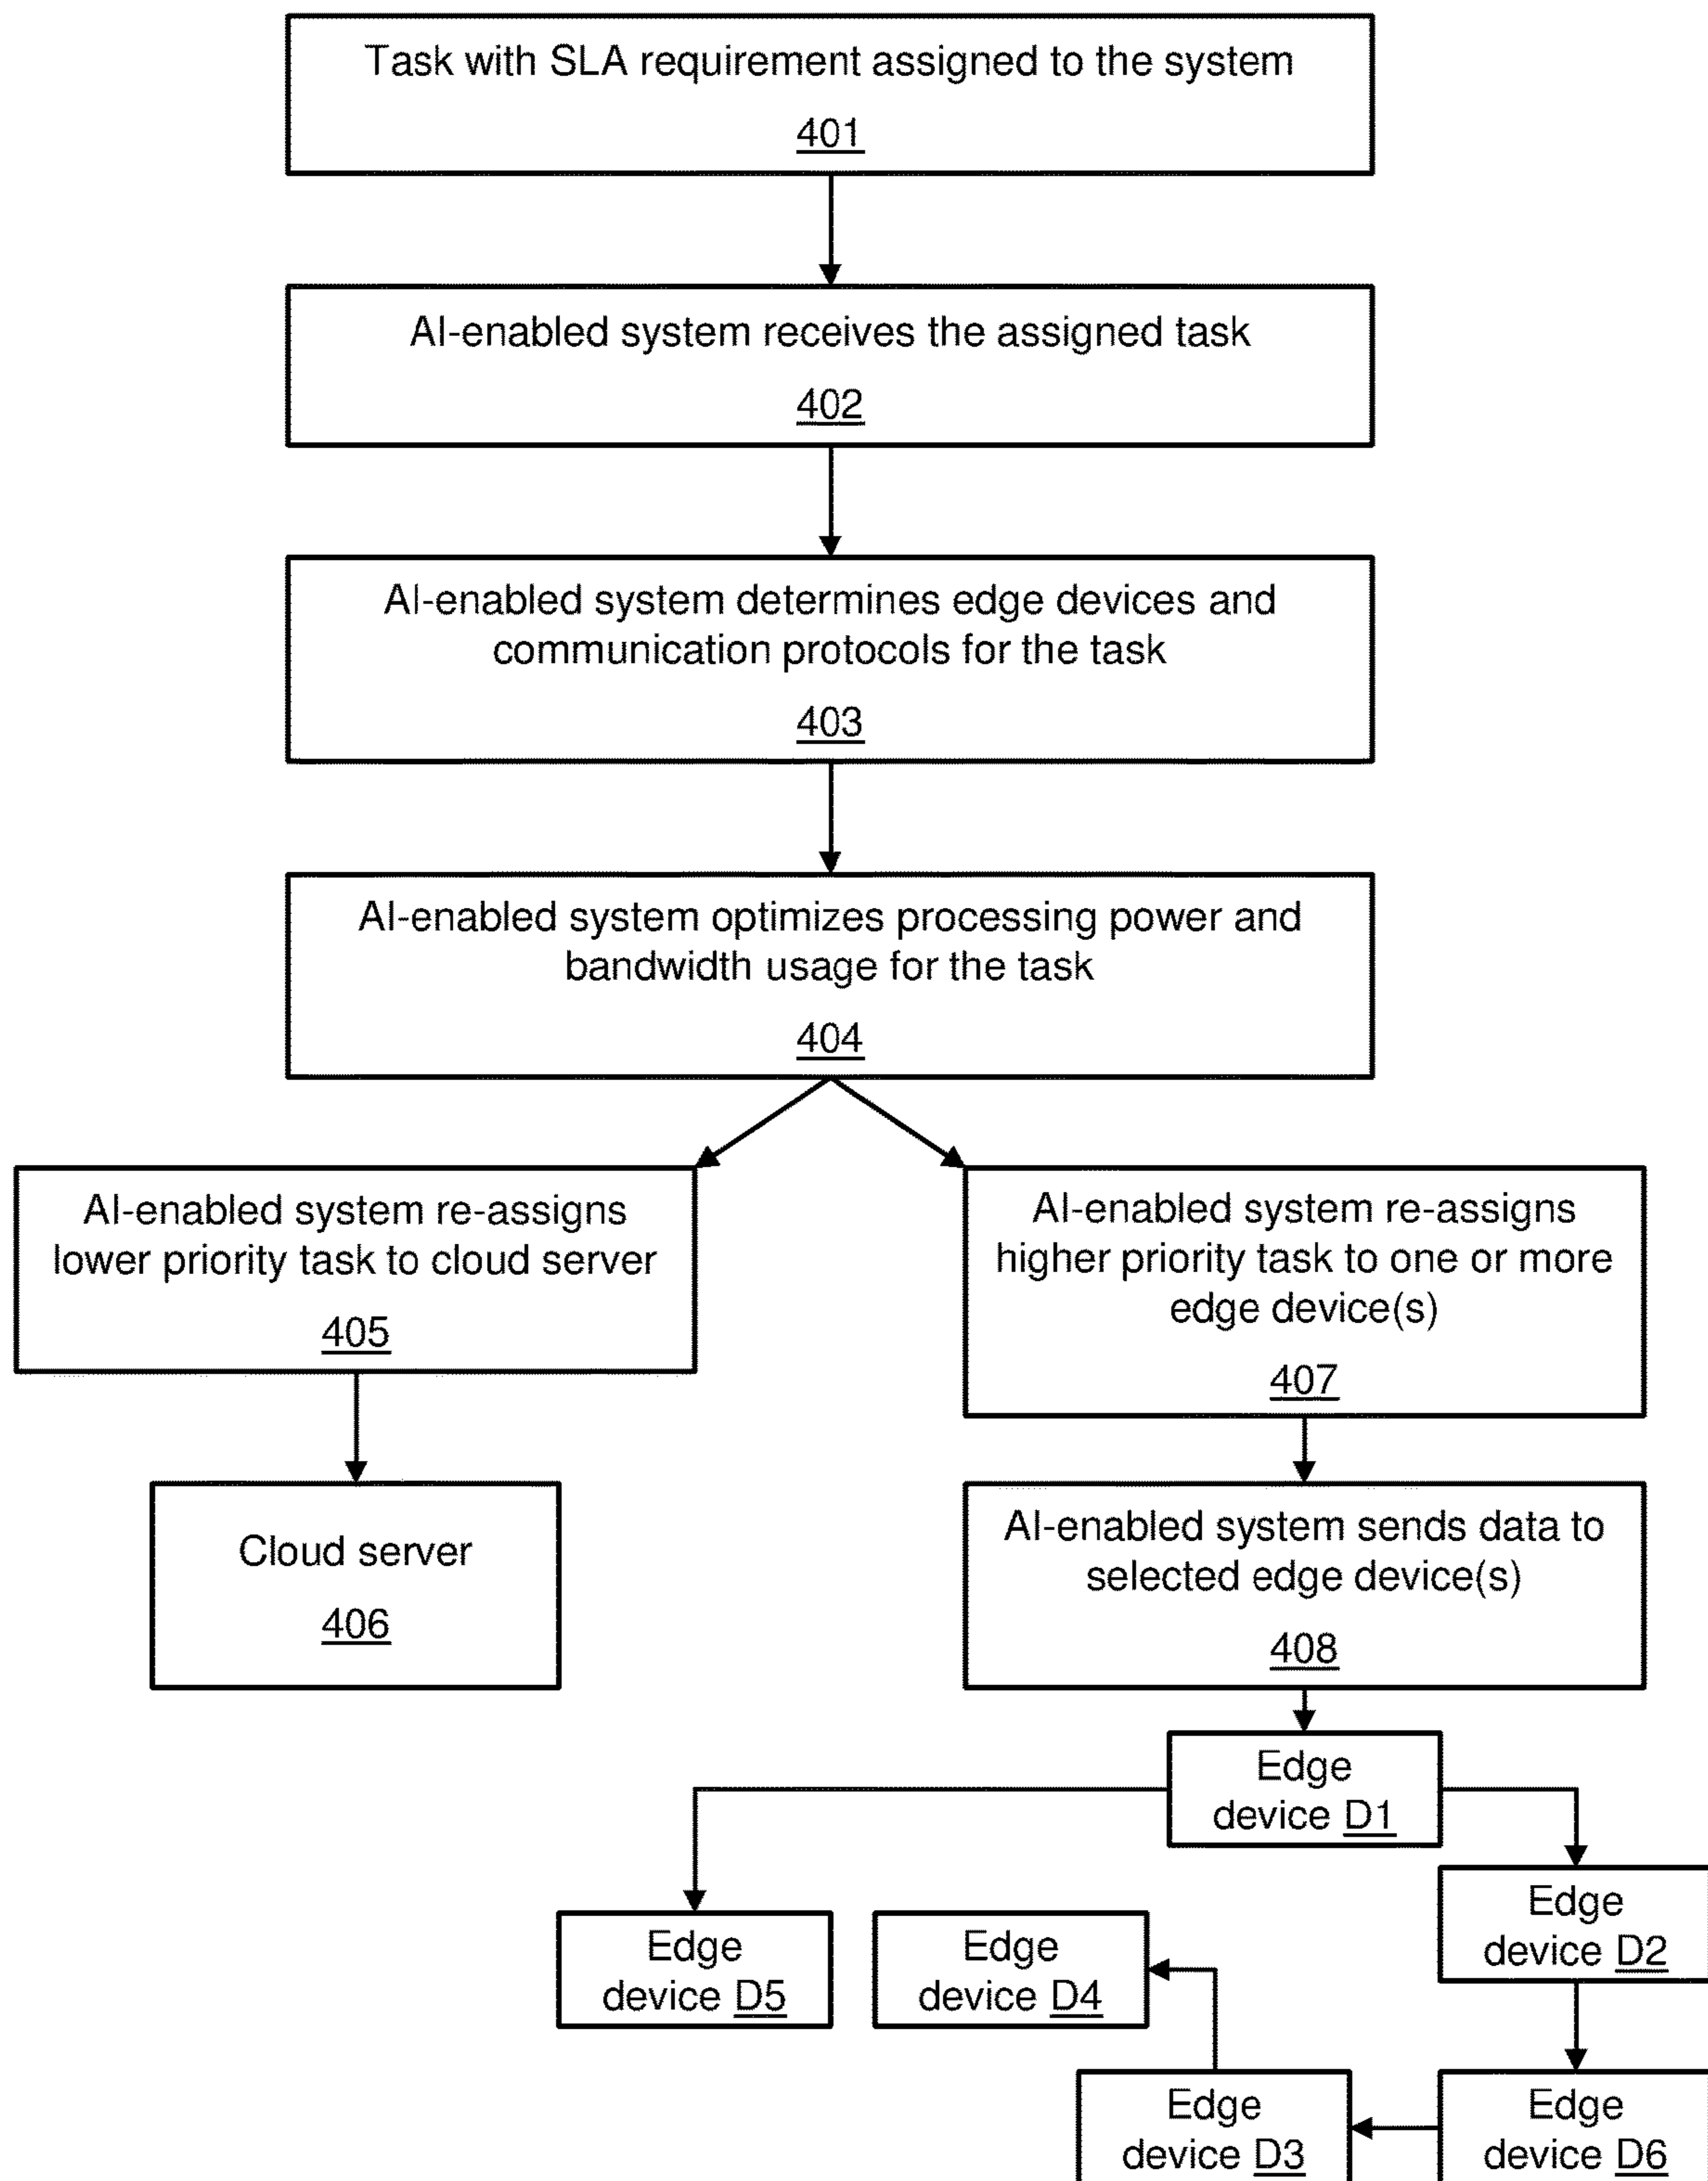 Task with SLA requirement assigned to the system
401
AI-enabled system receives the assigned task
402
AI-enabled system determines edge devices and
communication protocols for the task
403
AI-enabled system optimizes processing power and
bandwidth usage for the task
404
AI-enabled system re-assigns
lower priority task to cloud server
405
AI-enabled system re-assigns
higher priority task to one or more
edge device(s)
407
Cloud server
406
AI-enabled system sends data to
selected edge device(s)
408
Edge
device D1
Edge
device D2
Edge
device D5
Edge
device D4
Edge
device D3
Edge
device D6